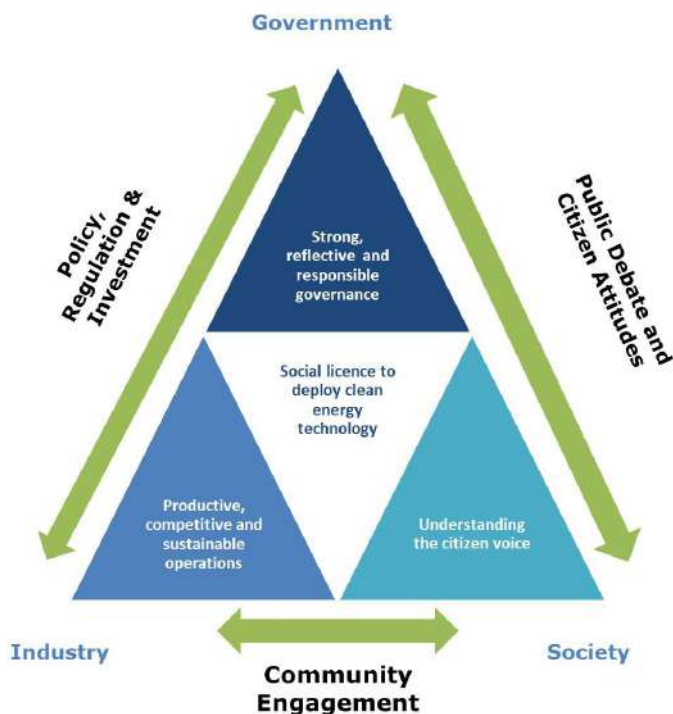 Government
Policy,
Regulation &
Investment
Public Debate and
Citizen Attitudes
Strong,
reflective and
responsible
governance
Social licence to
deploy clean
energy
technology
Productive,
competitive and
sustainable
operations
Understanding
the citizen voice
Industry
Society
Community
Engagement